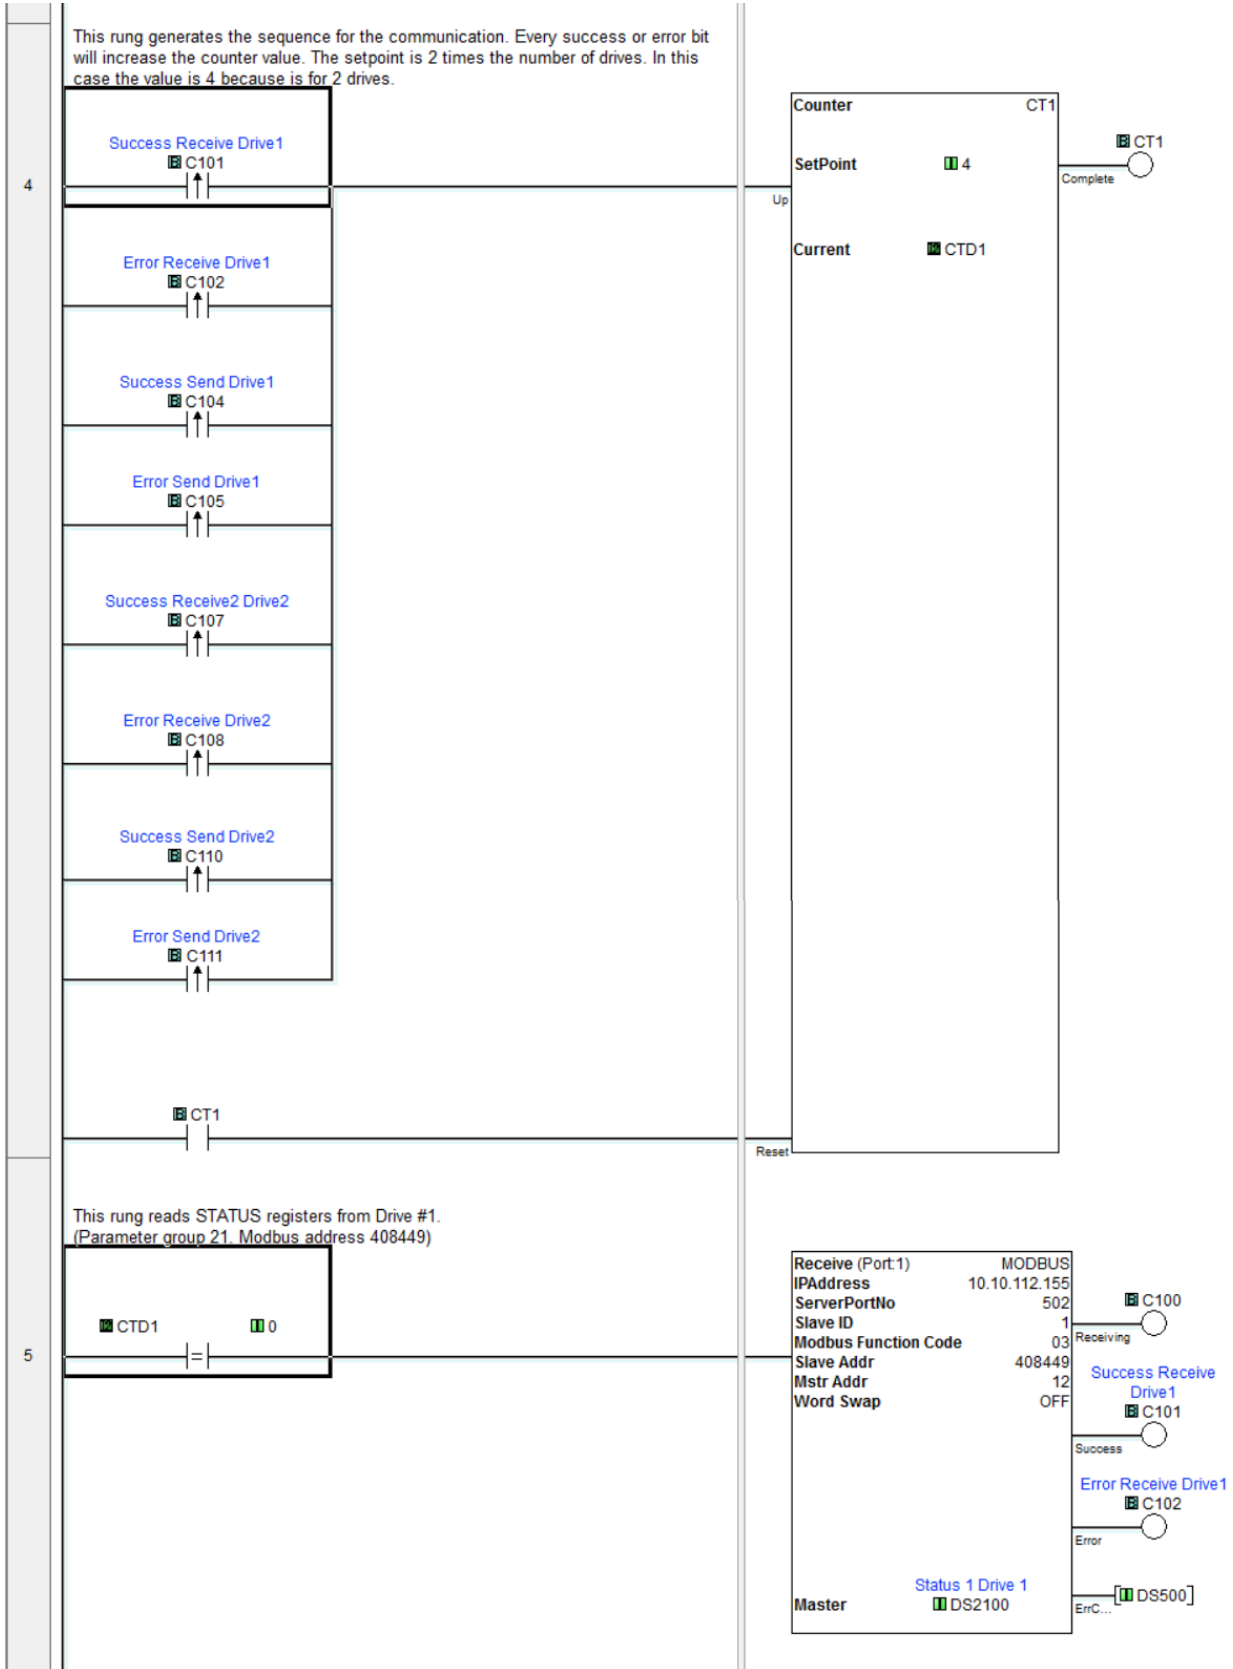 This rung generates the sequence for the communication. Every success or error bit
will increase the counter value. The setpoint is 2 times the number of drives. In this
case the value is 4 because is for 2 drives.
4
Success Receive Drive1
C101
Error Receive Drive1
C102
Success Send Drive1
C104
Error Send Drive1
C105
Success Receive2 Drive2
C107
Error Receive Drive2
C108
Success Send Drive2
C110
Error Send Drive2
C111
CT1
Up
Reset
Counter CT1
SetPoint 4
Current CTD1
CT1
Complete
This rung reads STATUS registers from Drive #1.
(Parameter group 21. Modbus address 408449)
5
CTD1 0
=
Receive (Port:1) MODBUS
IPAddress 10.10.112.155
ServerPortNo 502
Slave ID 1
Modbus Function Code 03
Slave Addr 408449
Mstr Addr 12
Word Swap OFF
Status 1 Drive 1
Master DS2100
C100
Receiving
Success Receive
Drive1
C101
Success
Error Receive Drive1
C102
Error
ErrC... DS500